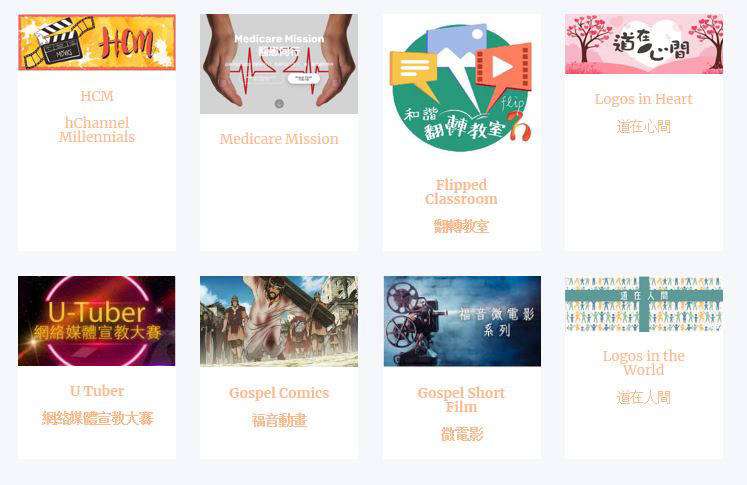 MOVIE
HCM
HCM
hChannel
Millennials
Medicare Mission
Medicare Mission
和諧
翻轉教室
flip
Flipped
Classroom
翻轉教室
道在心間
Logos in Heart
道在心間
U-Tuber
網絡媒體宣教大賽
U Tuber
網絡媒體宣教大賽
Gospel Comics
福音動畫
福音微電影
系列
Gospel Short
Film
微電影
道在人間
Logos in the
World
道在人間